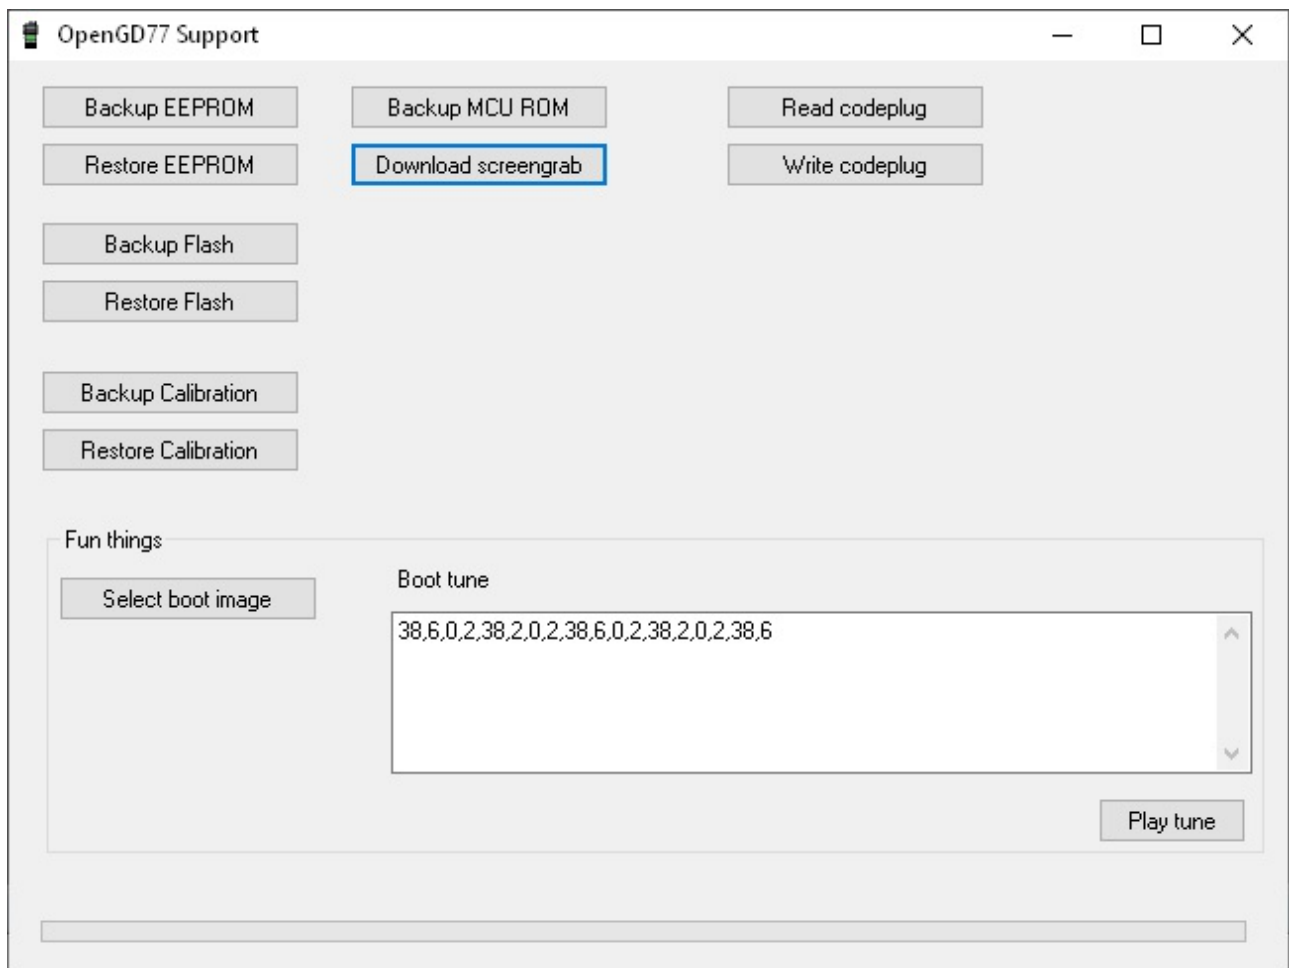 OpenGD77 Support
Backup EEPROM
Backup MCU ROM
Read codeplug
Restore EEPROM
Download screengrab
Write codeplug
Backup Flash
Restore Flash
Backup Calibration
Restore Calibration
Fun things
Select boot image
Boot tune
38,6,0,2,38,2,0,2,38,6,0,2,38,2,0,2,38,6
Play tune